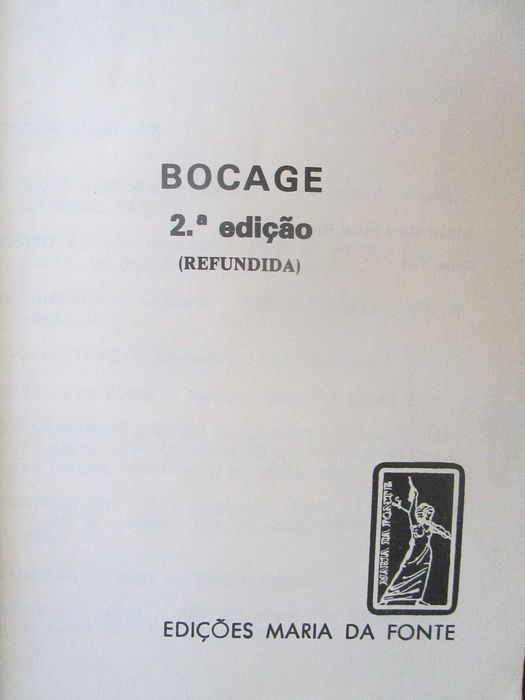 BOCAGE
2.ª edição
(REFUNDIDA)
MARIA DA FONTE
EDIÇÕES MARIA DA FONTE